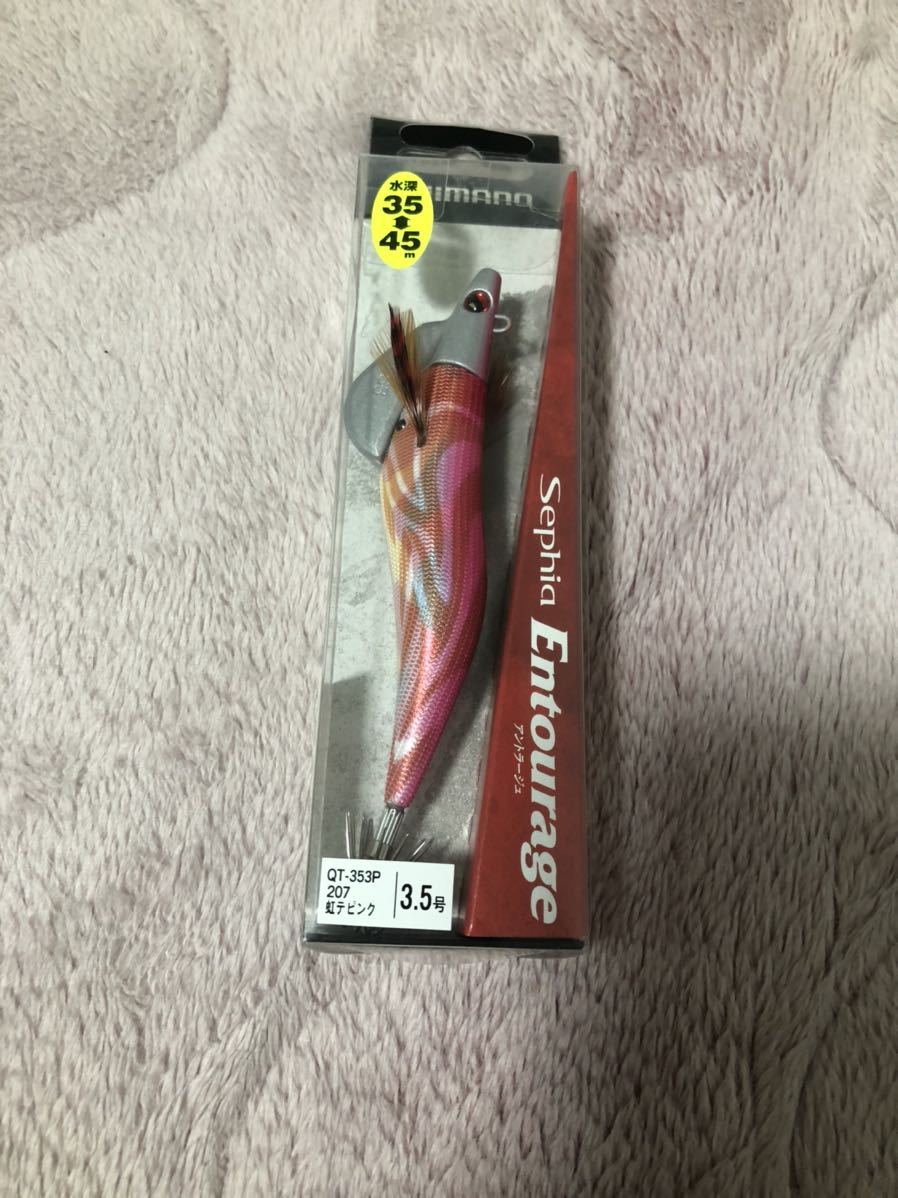 SHIMANO
水深
35
45m
Sephia Entourage
アントラージュ
QT-353P
207
虹テピンク
3.5号